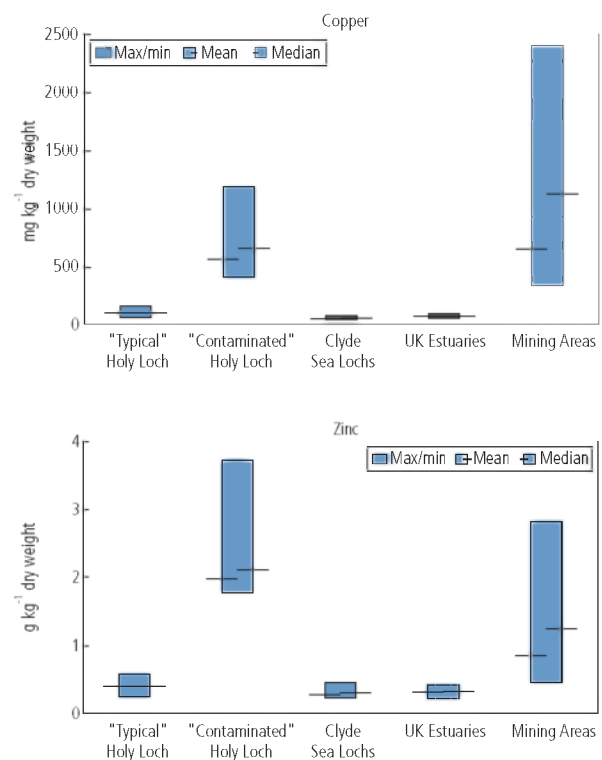 Copper
2500
Max/min Mean Median
2000
1500
1000
500
0
mg kg⁻¹ dry weight
"Typical" "Contaminated" Clyde UK Estuaries Mining Areas
Holy Loch Holy Loch Sea Lochs
Zinc
4
Max/min Mean Median
3
2
1
0
g kg⁻¹ dry weight
"Typical" "Contaminated" Clyde UK Estuaries Mining Areas
Holy Loch Holy Loch Sea Lochs